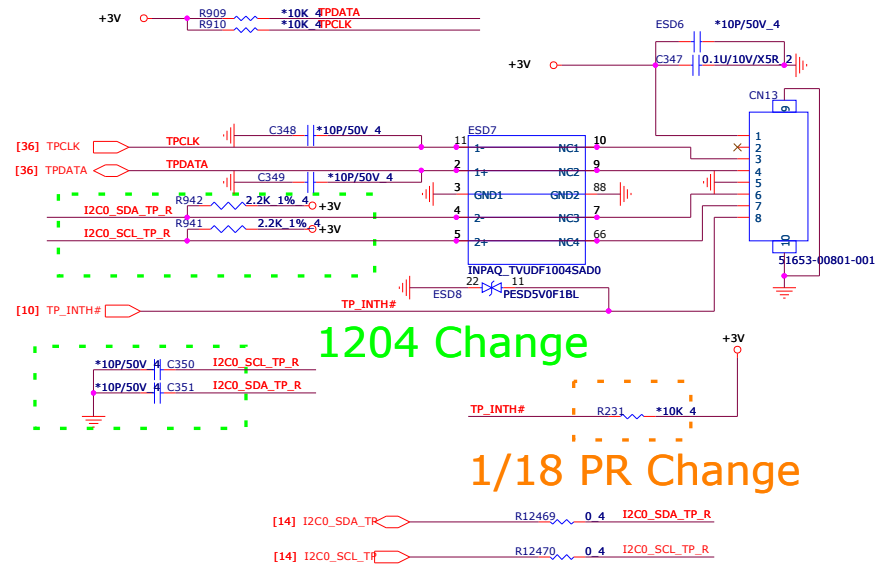 R909 *10K_4 TPDATA
+3V
R910 *10K_4 TPCLK
ESD6 *10P/50V_4
+3V
C347 0.1U/10V/X5R_2
CN13
9
C348 *10P/50V_4
ESD7
[36] TPCLK TPCLK 11 1- NC1 10
1
2
3
[36] TPDATA TPDATA 2 1+ NC2 9
4
C349 *10P/50V_4
5
3 GND1 GND2 88
6
R942 2.2K_1%_4 +3V
7
I2C0_SDA_TP_R 4 2- NC3 7
8
R941 2.2K_1%_4 +3V
I2C0_SCL_TP_R 5 2+ NC4 66
10
51653-00801-001
INPAQ_TVUDF1004SAD0
22 11
ESD8 PESD5V0F1BL
[10] TP_INTH# TP_INTH#
1204 Change
+3V
*10P/50V_4 C350 I2C0_SCL_TP_R
*10P/50V_4 C351 I2C0_SDA_TP_R
TP_INTH# R231 *10K_4
1/18 PR Change
[14] I2C0_SDA_TP R12469 0_4 I2C0_SDA_TP_R
[14] I2C0_SCL_TP R12470 0_4 I2C0_SCL_TP_R